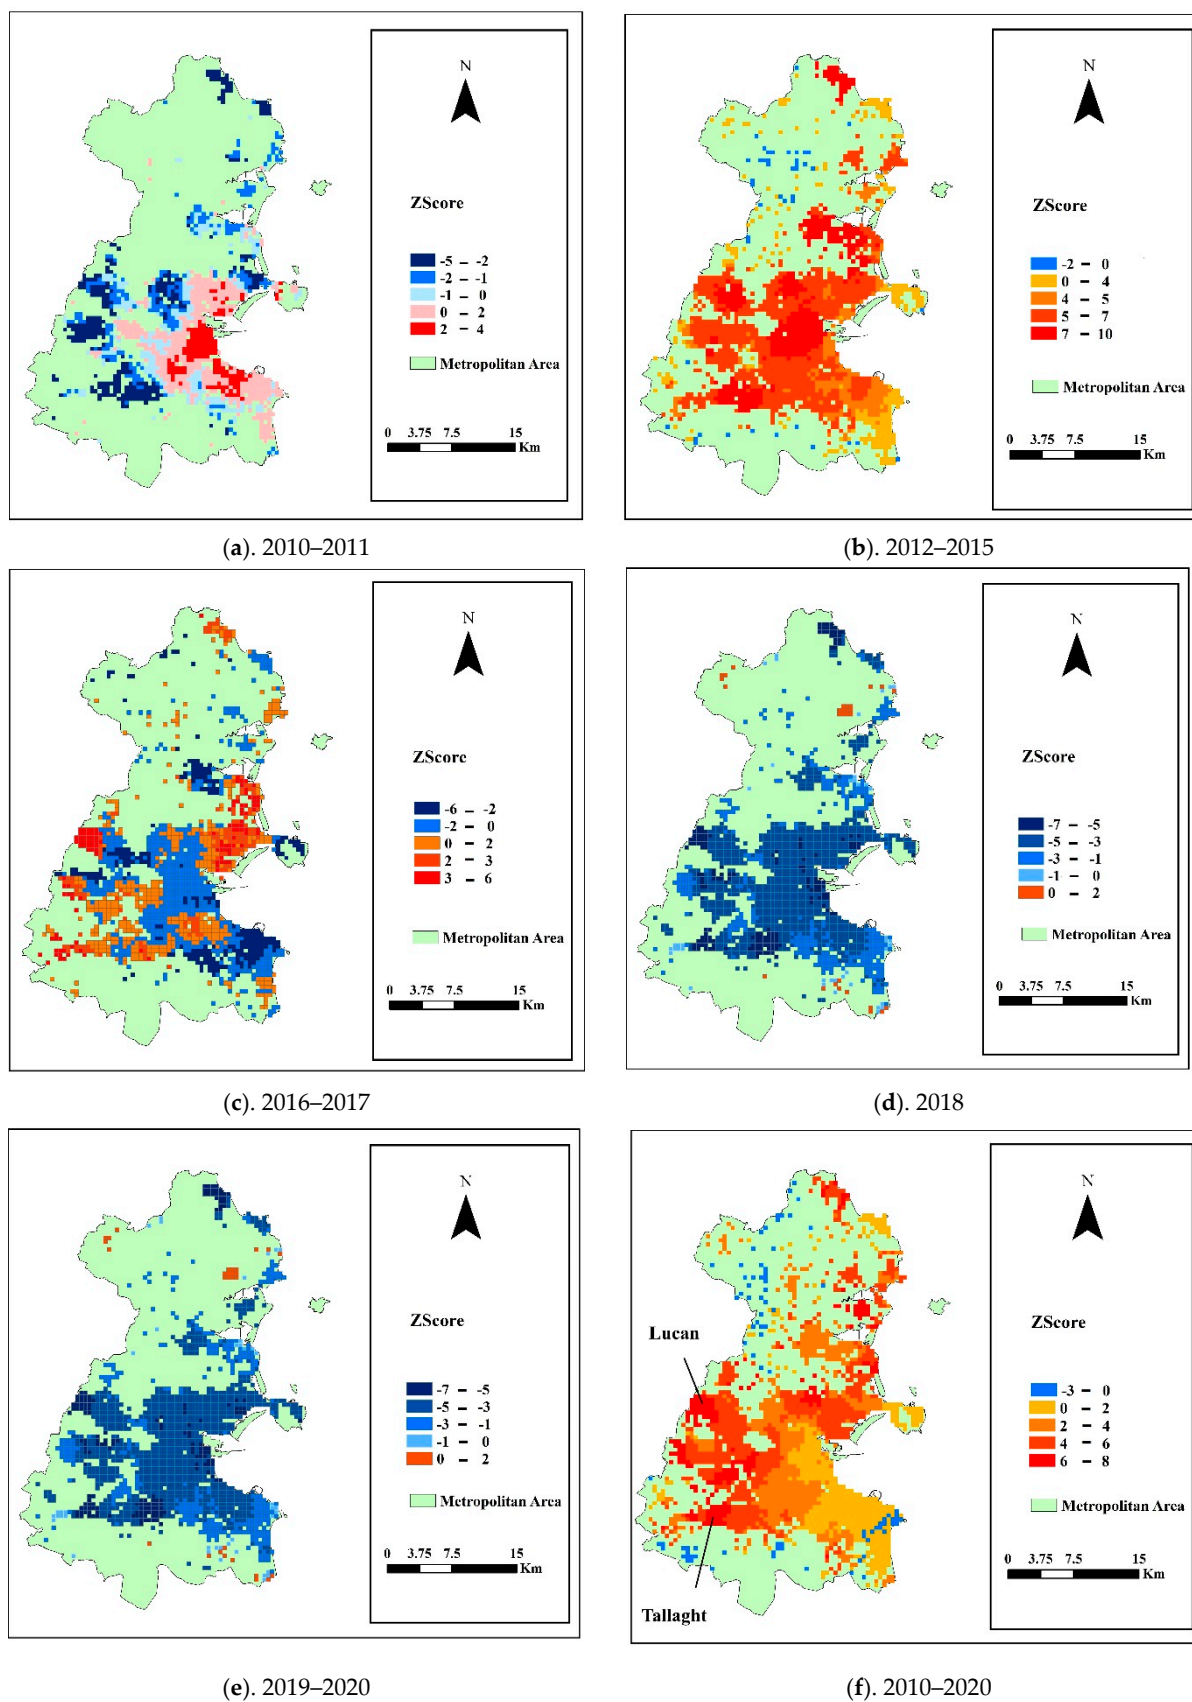 N
ZScore
-5 – -2
-2 – -1
-1 – 0
0 – 2
2 – 4
Metropolitan Area
0 3.75 7.5 15
Km
(a). 2010–2011
N
ZScore
-2 – 0
0 – 4
4 – 5
5 – 7
7 – 10
Metropolitan Area
0 3.75 7.5 15
Km
(b). 2012–2015
N
ZScore
-6 – -2
-2 – 0
0 – 2
2 – 3
3 – 6
Metropolitan Area
0 3.75 7.5 15
Km
(c). 2016–2017
N
ZScore
-7 – -5
-5 – -3
-3 – -1
-1 – 0
0 – 2
Metropolitan Area
0 3.75 7.5 15
Km
(d). 2018
N
ZScore
-7 – -5
-5 – -3
-3 – -1
-1 – 0
0 – 2
Metropolitan Area
0 3.75 7.5 15
Km
(e). 2019–2020
N
Lucan
ZScore
-3 – 0
0 – 2
2 – 4
4 – 6
6 – 8
Metropolitan Area
0 3.75 7.5 15
Km
Tallaght
(f). 2010–2020